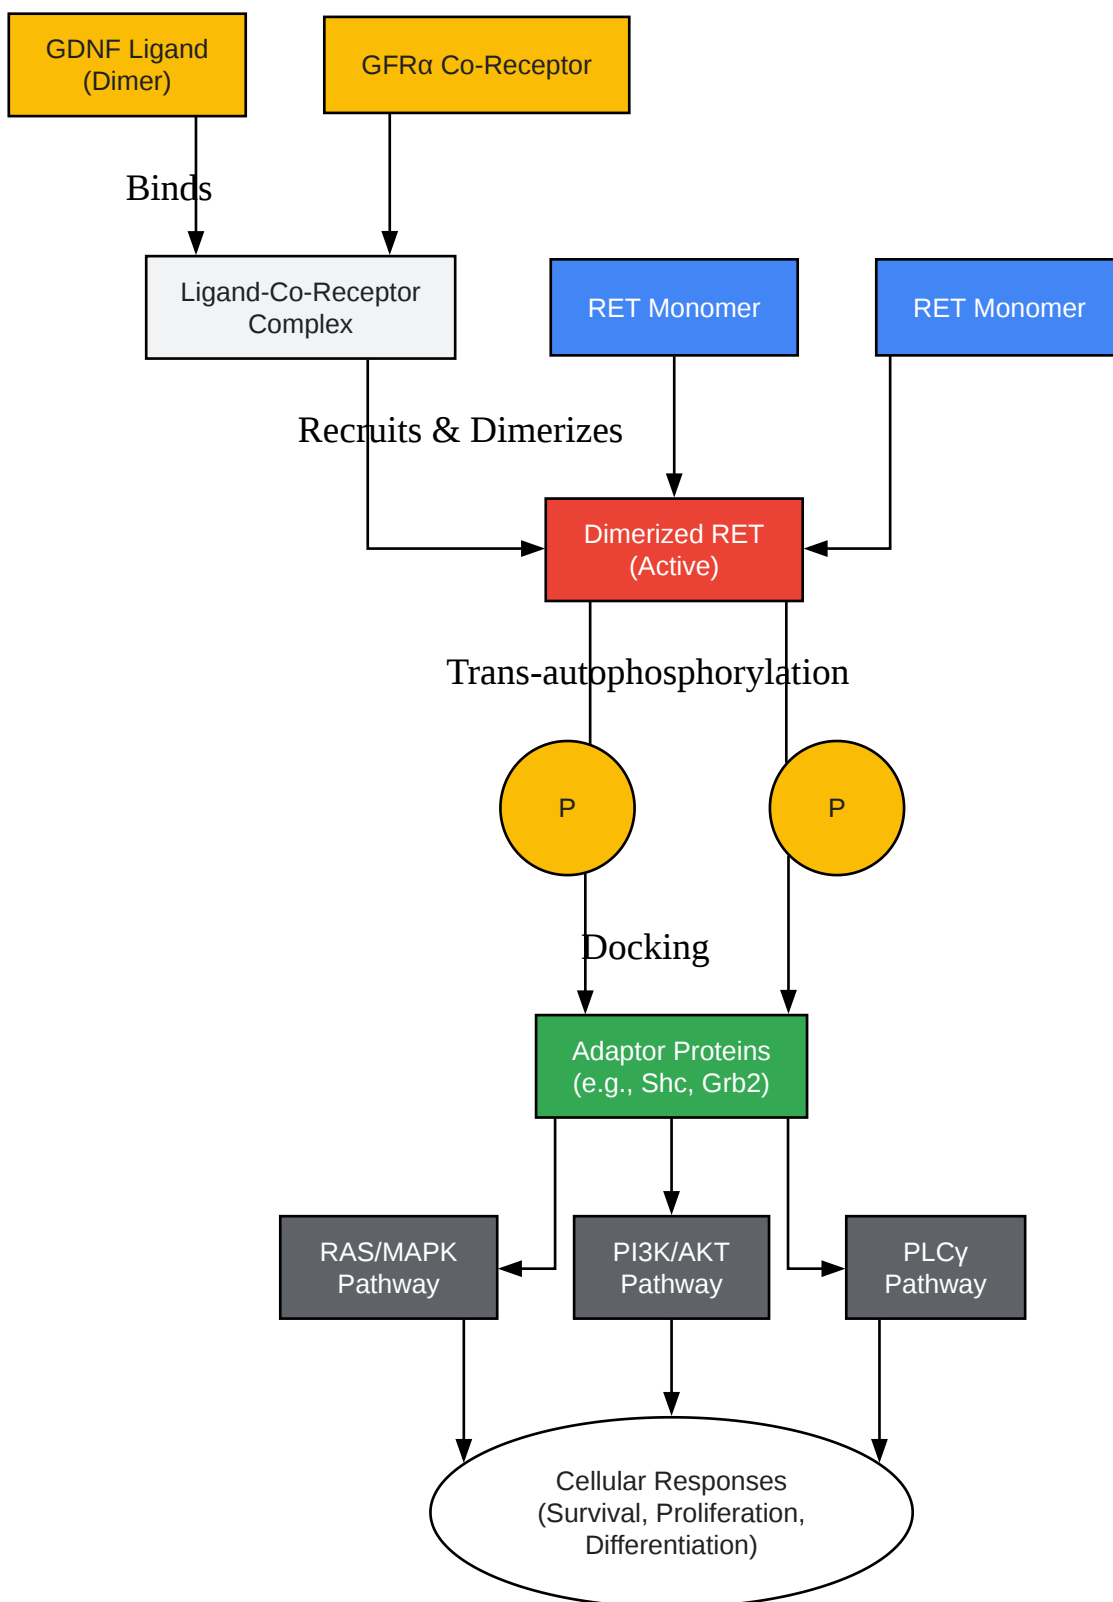 GDNF Ligand
(Dimer)
GFRα Co-Receptor
Binds
Ligand-Co-Receptor
Complex
RET Monomer
RET Monomer
Recruits & Dimerizes
Dimerized RET
(Active)
Trans-autophosphorylation
P
P
Docking
Adaptor Proteins
(e.g., Shc, Grb2)
RAS/MAPK
Pathway
PI3K/AKT
Pathway
PLCγ
Pathway
Cellular Responses
(Survival, Proliferation,
Differentiation)